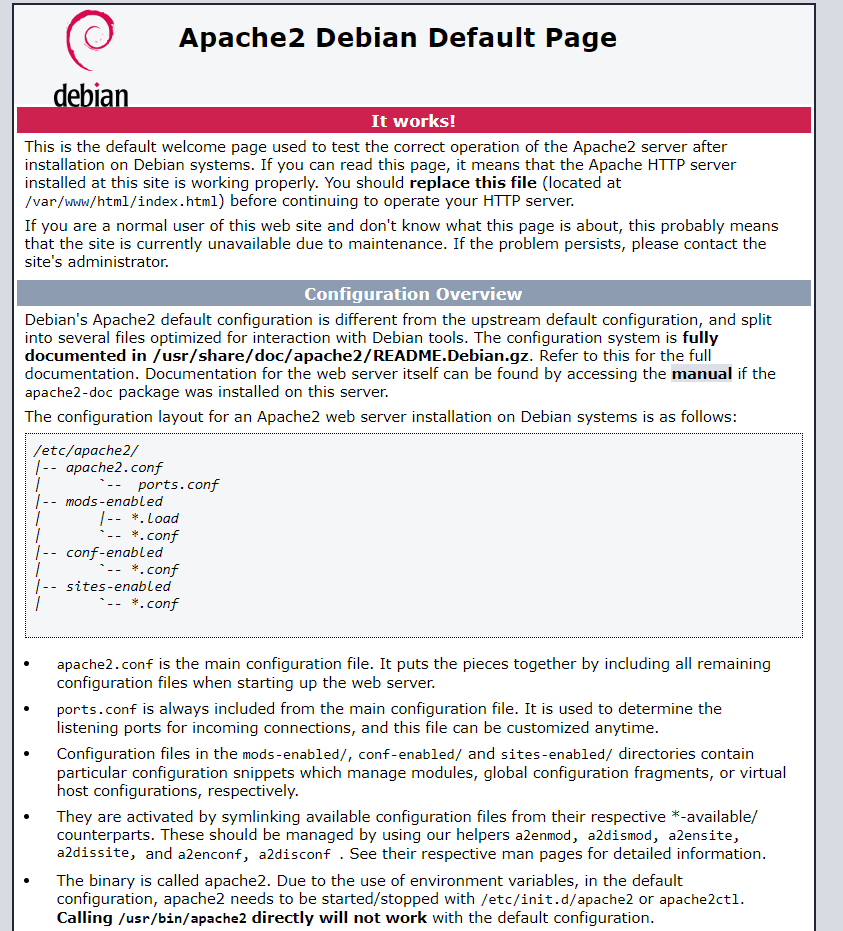 debian
Apache2 Debian Default Page
It works!
This is the default welcome page used to test the correct operation of the Apache2 server after
installation on Debian systems. If you can read this page, it means that the Apache HTTP server
installed at this site is working properly. You should replace this file (located at
/var/www/html/index.html) before continuing to operate your HTTP server.
If you are a normal user of this web site and don't know what this page is about, this probably means
that the site is currently unavailable due to maintenance. If the problem persists, please contact the
site's administrator.
Configuration Overview
Debian's Apache2 default configuration is different from the upstream default configuration, and split
into several files optimized for interaction with Debian tools. The configuration system is fully
documented in /usr/share/doc/apache2/README.Debian.gz. Refer to this for the full
documentation. Documentation for the web server itself can be found by accessing the manual if the
apache2-doc package was installed on this server.
The configuration layout for an Apache2 web server installation on Debian systems is as follows:
/etc/apache2/
|-- apache2.conf
|       `--  ports.conf
|-- mods-enabled
|       |-- *.load
|       `-- *.conf
|-- conf-enabled
|       `-- *.conf
|-- sites-enabled
|       `-- *.conf
• apache2.conf is the main configuration file. It puts the pieces together by including all remaining
configuration files when starting up the web server.
• ports.conf is always included from the main configuration file. It is used to determine the
listening ports for incoming connections, and this file can be customized anytime.
• Configuration files in the mods-enabled/, conf-enabled/ and sites-enabled/ directories contain
particular configuration snippets which manage modules, global configuration fragments, or virtual
host configurations, respectively.
• They are activated by symlinking available configuration files from their respective *-available/
counterparts. These should be managed by using our helpers a2enmod, a2dismod, a2ensite,
a2dissite, and a2enconf, a2disconf . See their respective man pages for detailed information.
• The binary is called apache2. Due to the use of environment variables, in the default
configuration, apache2 needs to be started/stopped with /etc/init.d/apache2 or apache2ctl.
Calling /usr/bin/apache2 directly will not work with the default configuration.